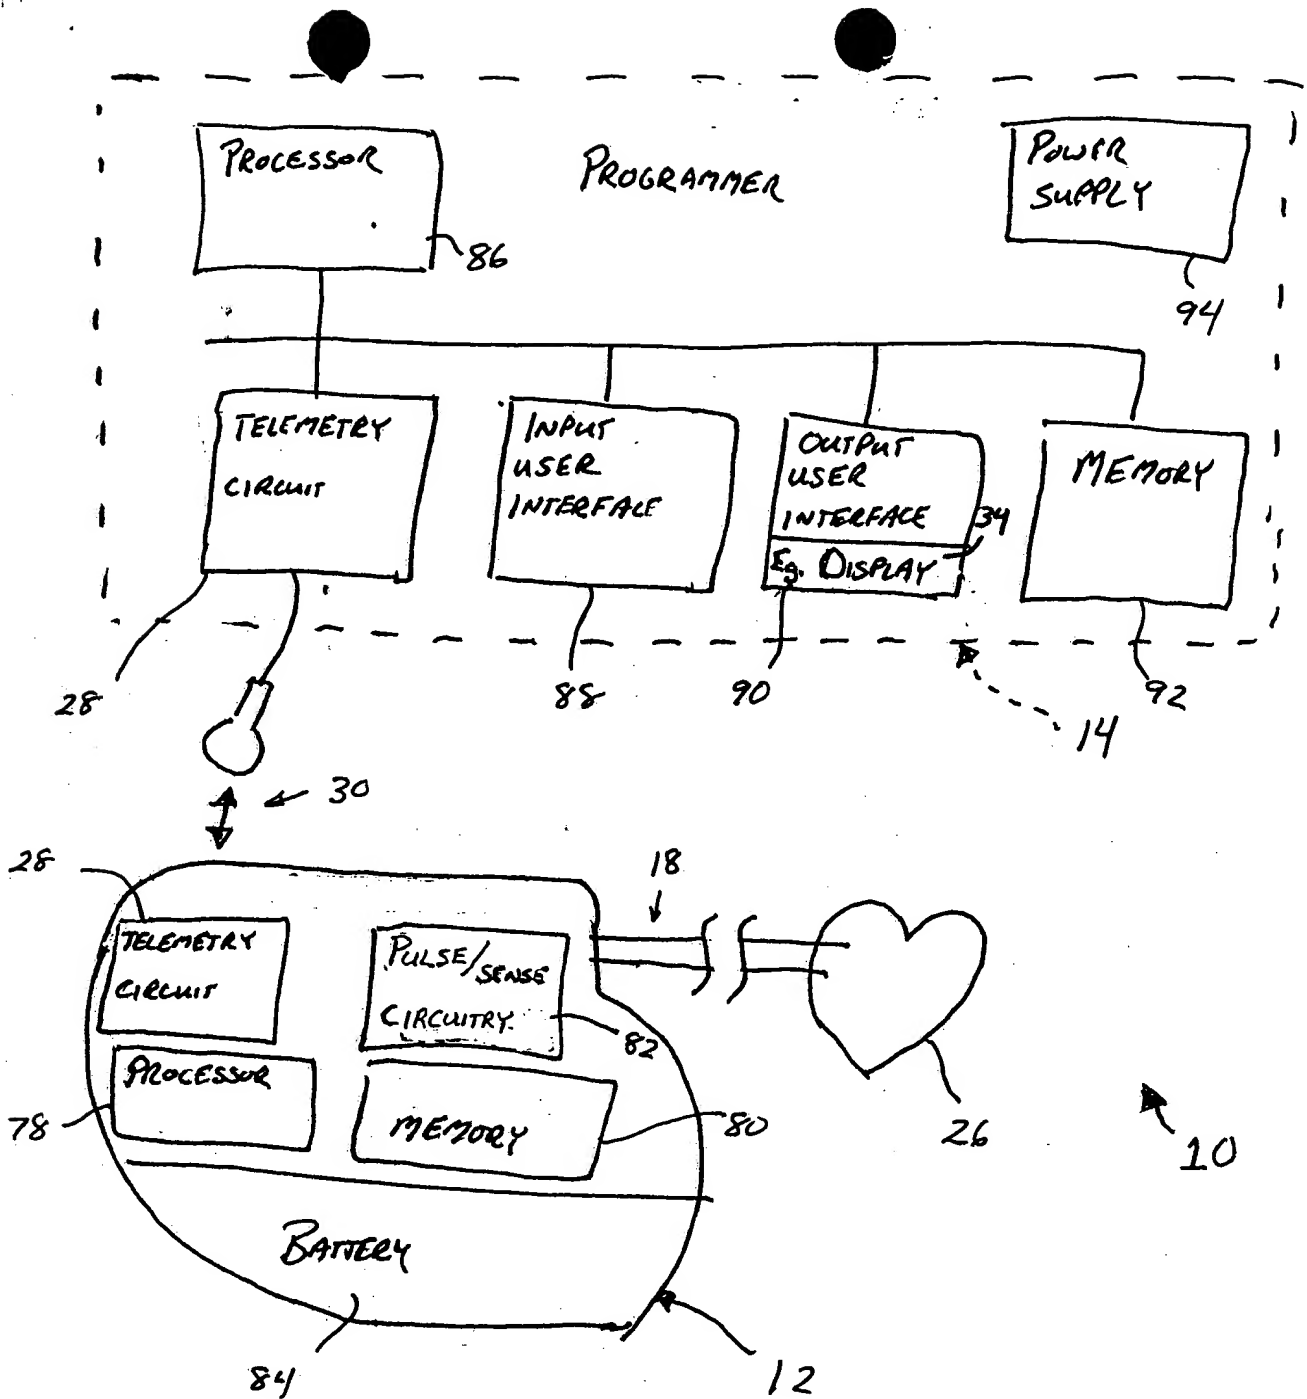 PROCESSOR
86
PROGRAMMER
POWER
SUPPLY
94
TELEMETRY
CIRCUIT
28
INPUT
USER
INTERFACE
88
OUTPUT
USER
INTERFACE
34
Eg. DISPLAY
90
MEMORY
92
14
30
28
TELEMETRY
CIRCUIT
PULSE/SENSE
CIRCUITRY
82
18
26
PROCESSOR
78
MEMORY
80
10
BATTERY
84
12